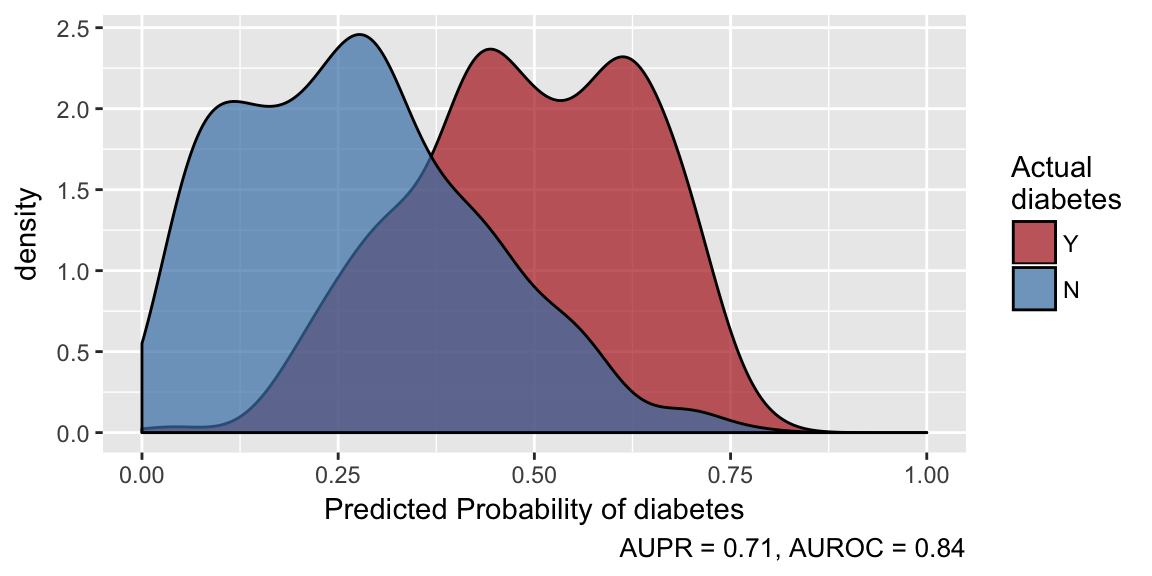 2.5
2.0
1.5
1.0
0.5
0.0
density
0.00 0.25 0.50 0.75 1.00
Predicted Probability of diabetes
AUPR = 0.71, AUROC = 0.84
Actual
diabetes
Y
N